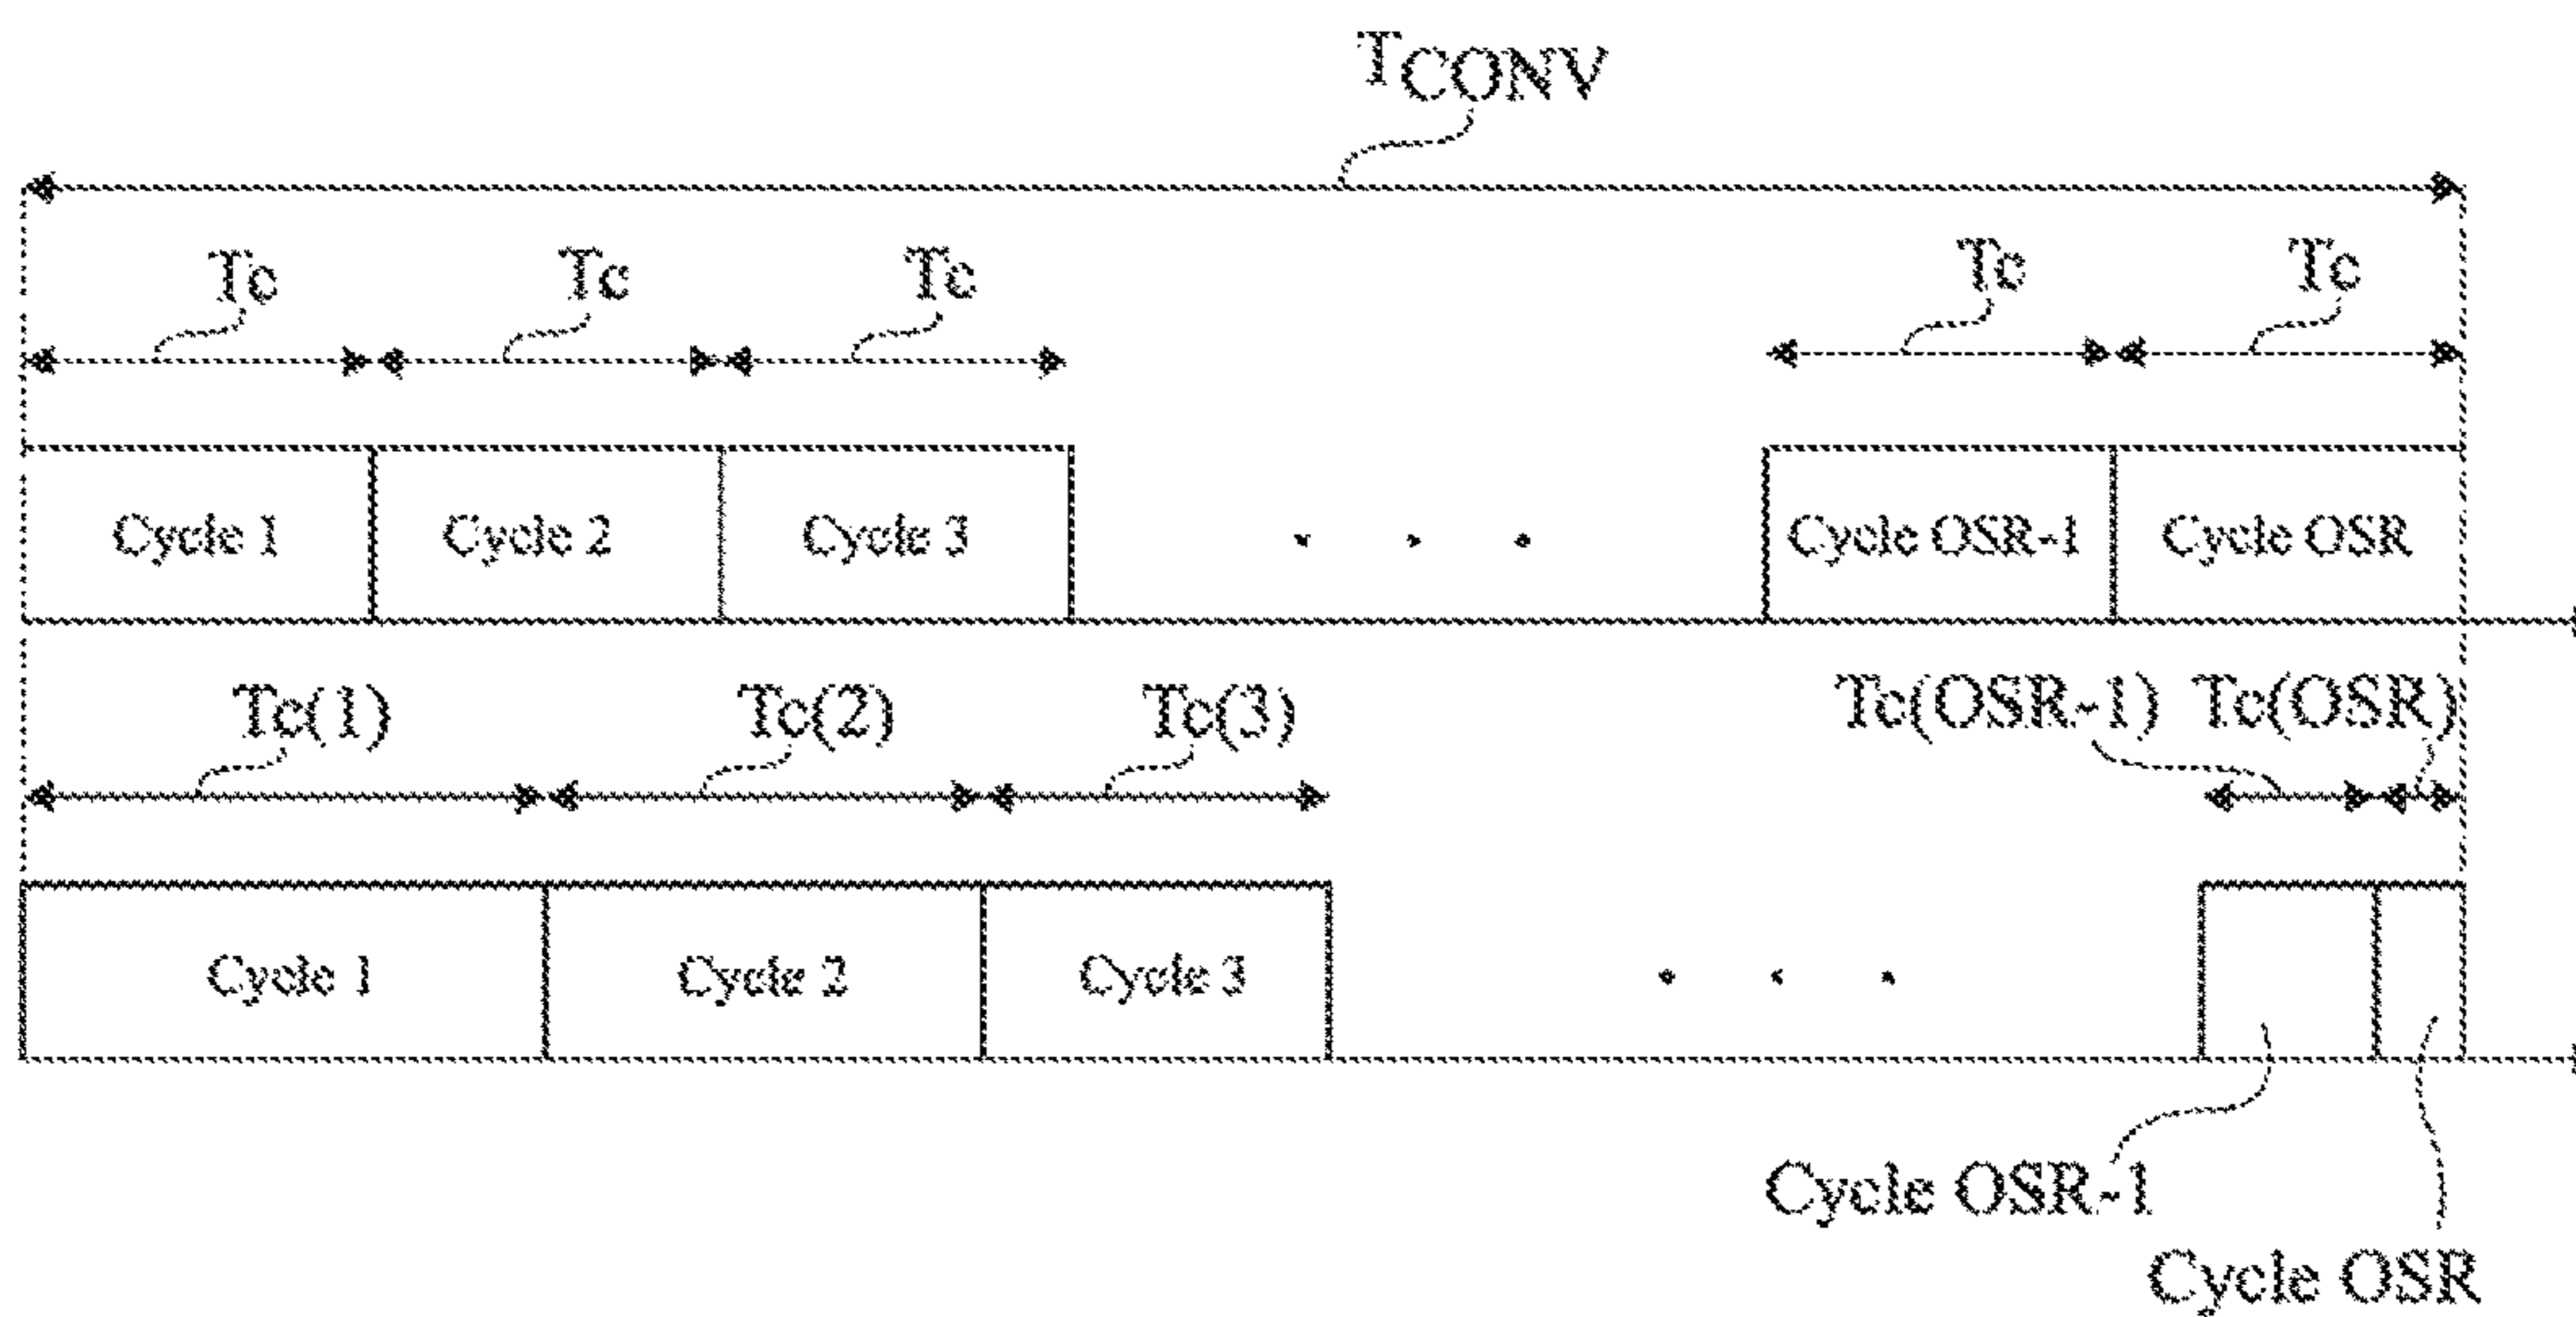 TCONV
Tc Tc Tc Tc Tc
Cycle 1 Cycle 2 Cycle 3 . . . Cycle OSR-1 Cycle OSR
Tc(1) Tc(2) Tc(3) Tc(OSR-1) Tc(OSR)
Cycle 1 Cycle 2 Cycle 3 . . .
Cycle OSR-1
Cycle OSR